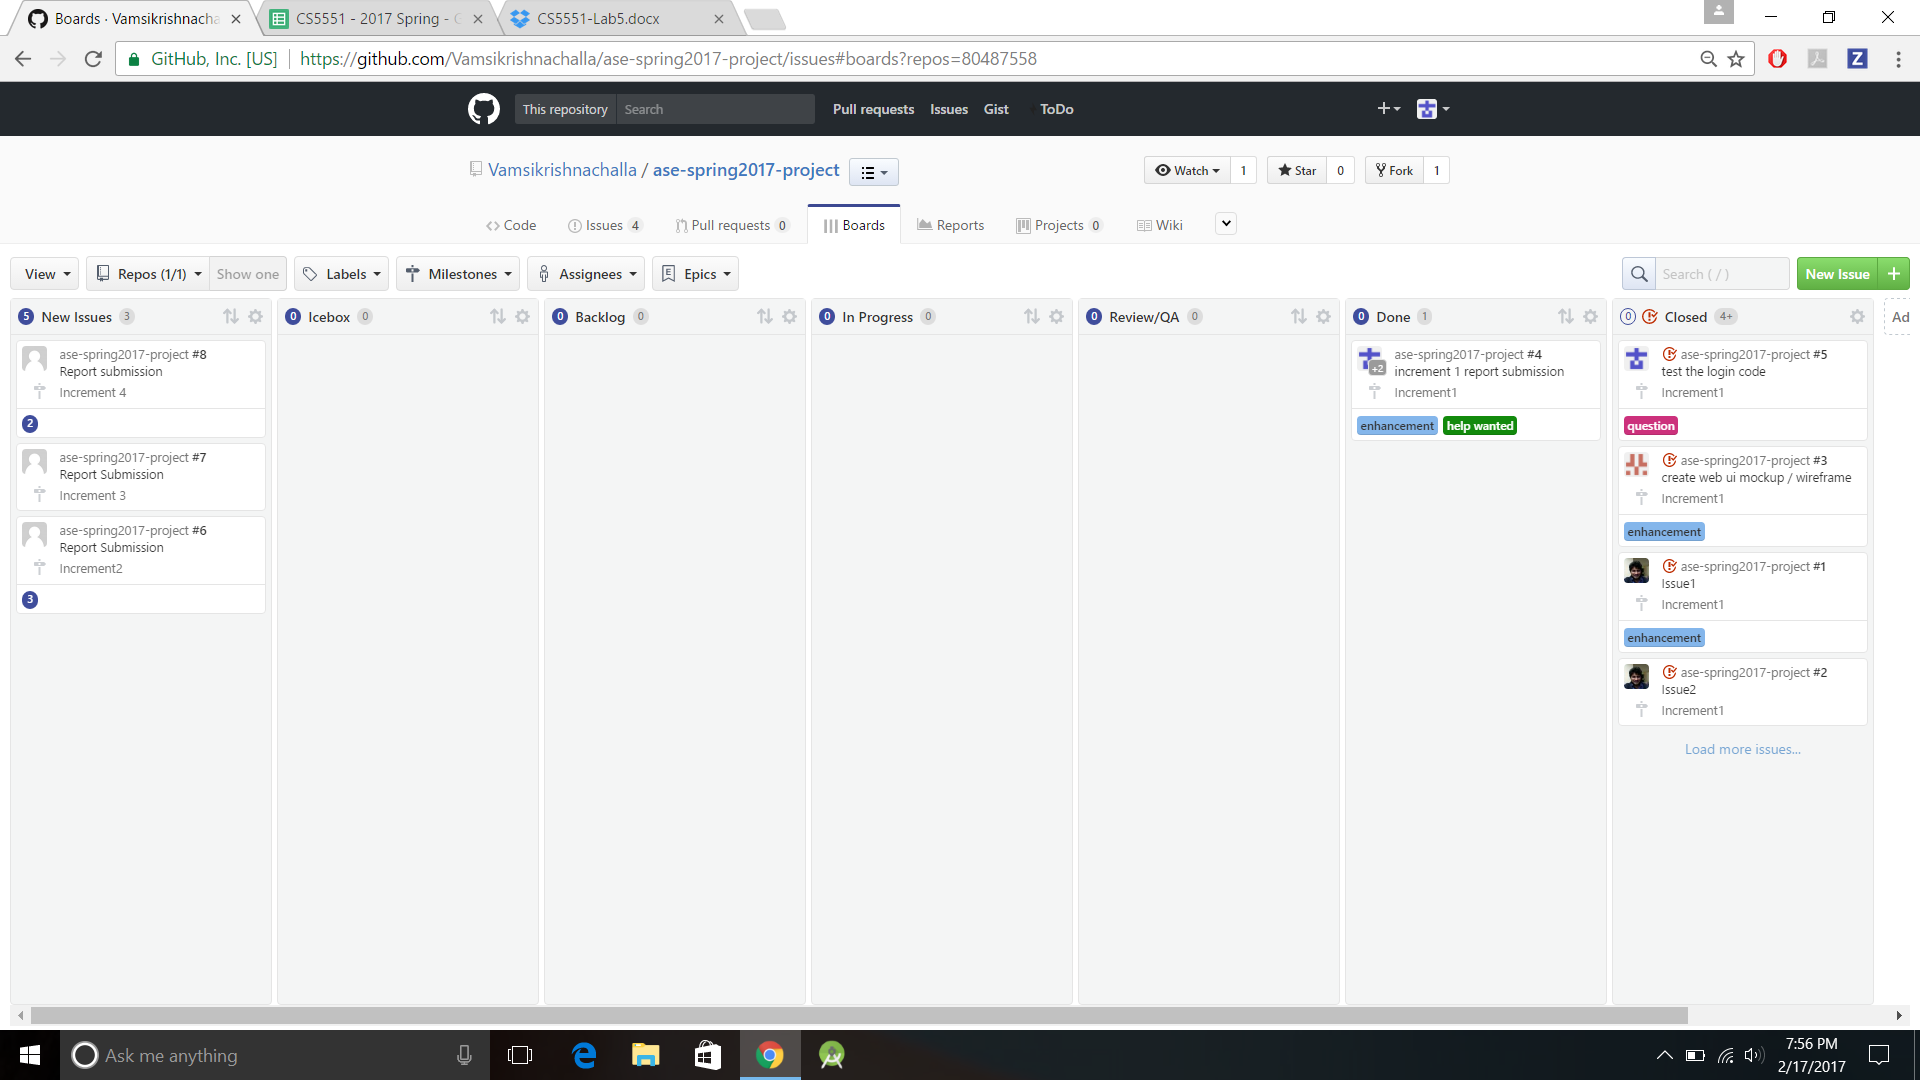 Boards · Vamsikrishnacha
CS5551 - 2017 Spring -
CS5551-Lab5.docx
GitHub, Inc. [US]
https://github.com/Vamsikrishnachalla/ase-spring2017-project/issues#boards?repos=80487558
Z
This repository
Search
Pull requests
Issues
Gist
ToDo
Vamsikrishnachalla / ase-spring2017-project
Watch 1
Star 0
Fork 1
Code
Issues 4
Pull requests 0
Boards
Reports
Projects 0
Wiki
View
Repos (1/1)
Show one
Labels
Milestones
Assignees
E Epics
Search ( / )
New Issue +
5 New Issues 3
ase-spring2017-project #8
Report submission
Increment 4
2
ase-spring2017-project #7
Report Submission
Increment 3
ase-spring2017-project #6
Report Submission
Increment2
3
0 Icebox 0
0 Backlog 0
0 In Progress 0
0 Review/QA 0
0 Done 1
+2
ase-spring2017-project #4
increment 1 report submission
Increment1
enhancement help wanted
0 Closed 4+
ase-spring2017-project #5
test the login code
Increment1
question
ase-spring2017-project #3
create web ui mockup / wireframe
Increment1
enhancement
ase-spring2017-project #1
Issue1
Increment1
enhancement
ase-spring2017-project #2
Issue2
Increment1
Load more issues...
Ad
Ask me anything
7:56 PM
2/17/2017